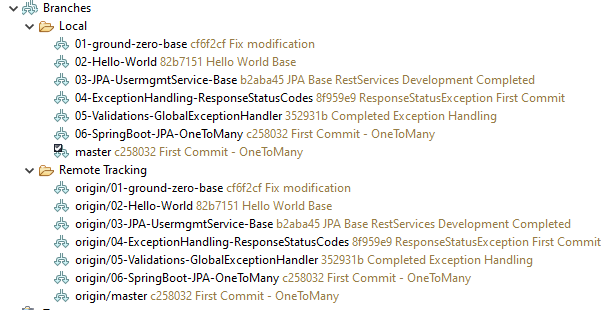 Branches
Local
01-ground-zero-base cf6f2cf Fix modification
02-Hello-World 82b7151 Hello World Base
03-JPA-UsermgmtService-Base b2aba45 JPA Base RestServices Development Completed
04-ExceptionHandling-ResponseStatusCodes 8f959e9 ResponseStatusException First Commit
05-Validations-GlobalExceptionHandler 352931b Completed Exception Handling
06-SpringBoot-JPA-OneToMany c258032 First Commit - OneToMany
master c258032 First Commit - OneToMany
Remote Tracking
origin/01-ground-zero-base cf6f2cf Fix modification
origin/02-Hello-World 82b7151 Hello World Base
origin/03-JPA-UsermgmtService-Base b2aba45 JPA Base RestServices Development Completed
origin/04-ExceptionHandling-ResponseStatusCodes 8f959e9 ResponseStatusException First Commit
origin/05-Validations-GlobalExceptionHandler 352931b Completed Exception Handling
origin/06-SpringBoot-JPA-OneToMany c258032 First Commit - OneToMany
origin/master c258032 First Commit - OneToMany